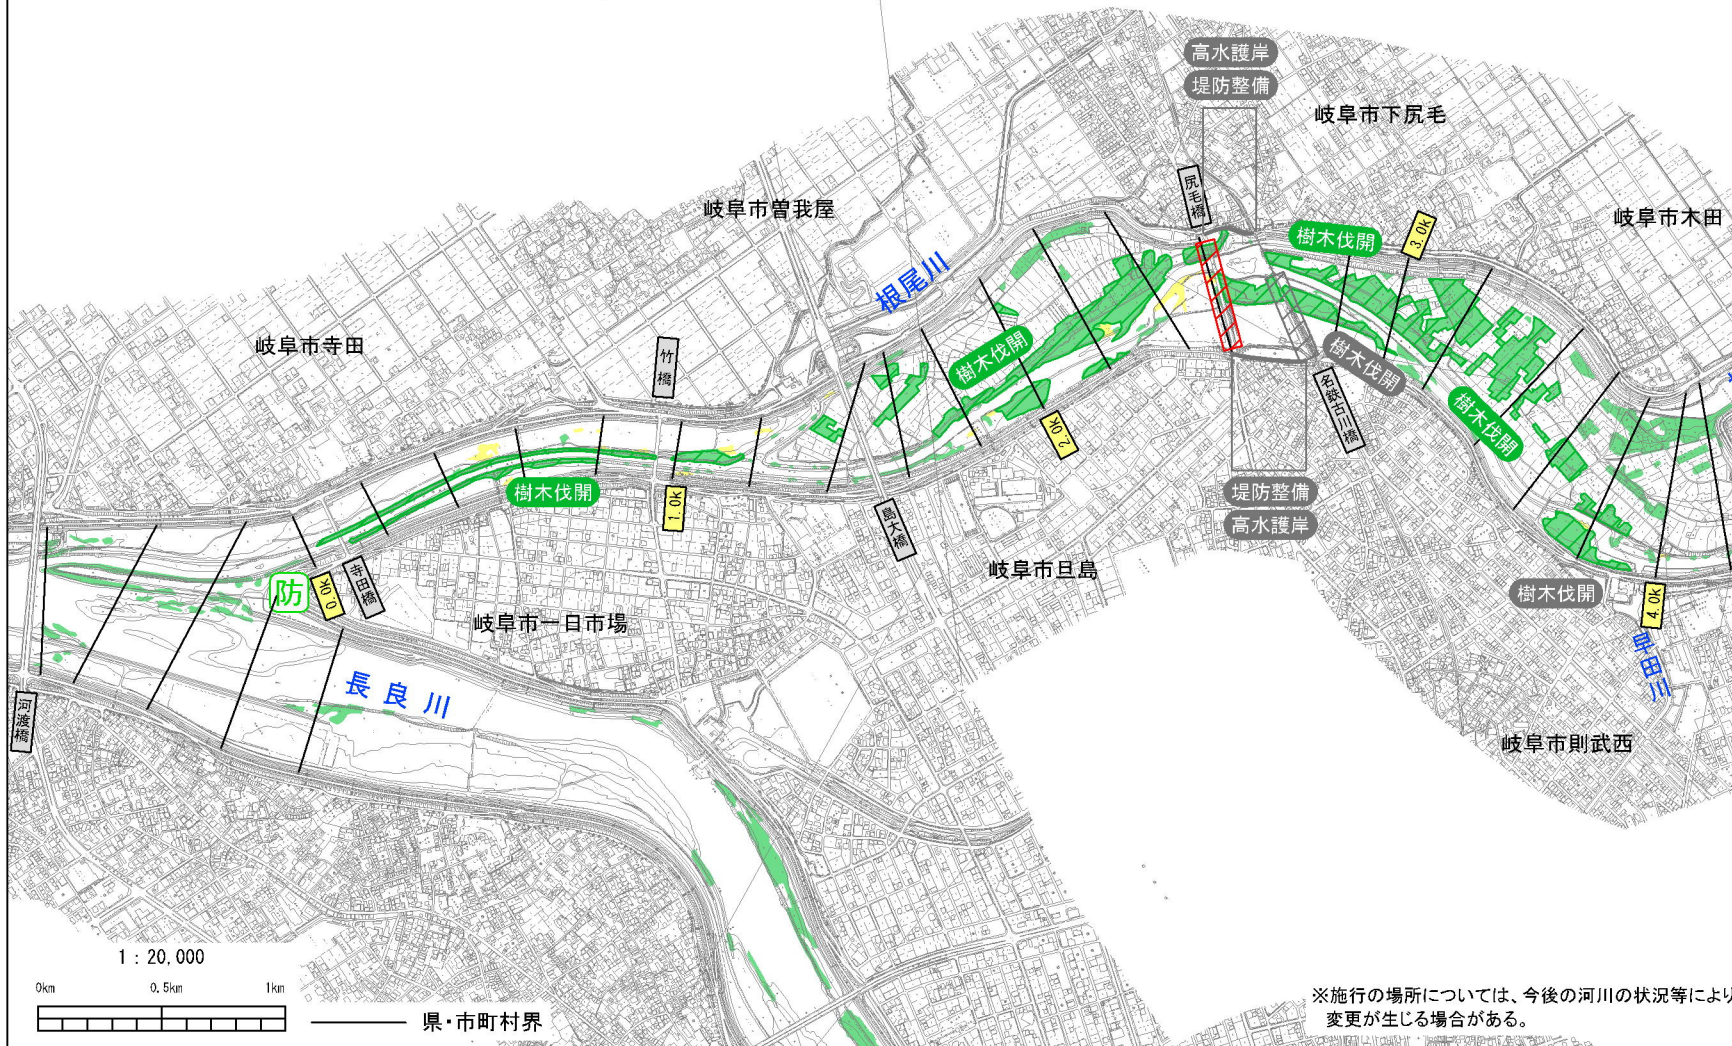 高水護岸
堤防整備
岐阜市下尻毛
尻毛橋
岐阜市曽我屋
岐阜市木田
樹木伐開
3.0k
根尾川
岐阜市寺田
竹橋
樹木伐開
樹木伐開
名鉄古川橋
樹木伐開
2.0k
樹木伐開
1.0k
堤防整備
高水護岸
島大橋
岐阜市旦島
防
0.0k
寺田橋
樹木伐開
4.0k
岐阜市一日市場
早田川
長良川
河渡橋
岐阜市則武西
1:20,000
0km 0.5km 1km
県・市町村界
※施行の場所については、今後の河川の状況等により
変更が生じる場合がある。